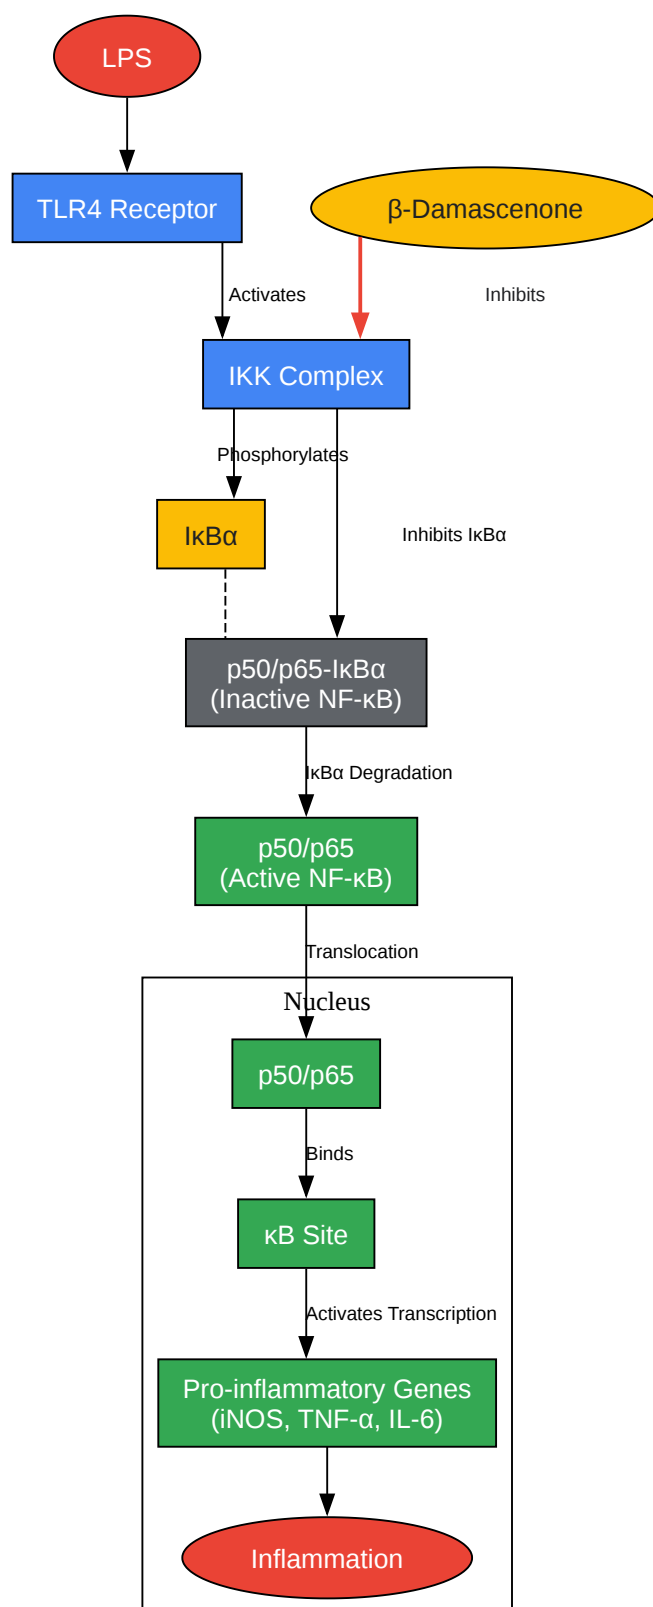 LPS
TLR4 Receptor
β-Damascenone
Activates
Inhibits
IKK Complex
Phosphorylates
IκBα
Inhibits IκBα
p50/p65-IκBα
(Inactive NF-κB)
IκBα Degradation
p50/p65
(Active NF-κB)
Translocation
Nucleus
p50/p65
Binds
κB Site
Activates Transcription
Pro-inflammatory Genes
(iNOS, TNF-α, IL-6)
Inflammation